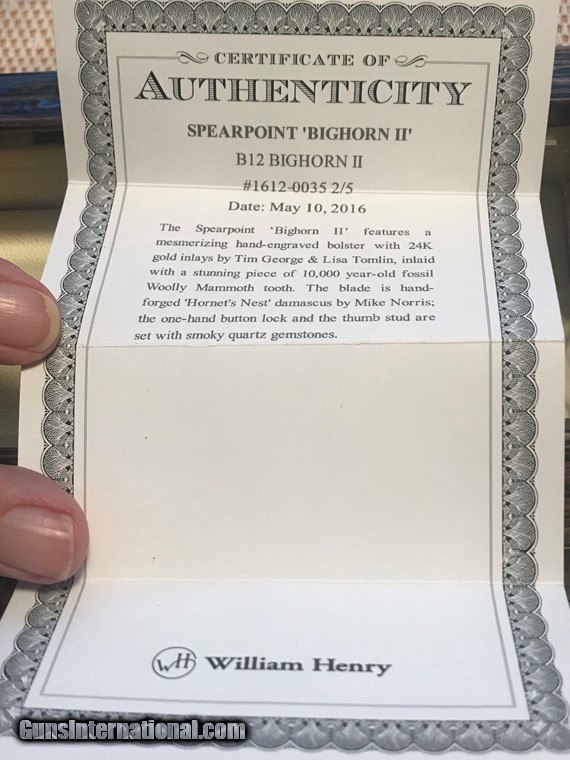 CERTIFICATE OF
AUTHENTICITY
SPEARPOINT 'BIGHORN II'
B12 BIGHORN II
#1612-0035 2/5
Date: May 10, 2016
The Spearpoint 'Bighorn II' features a
mesmerizing hand-engraved bolster with 24K
gold inlays by Tim George & Lisa Tomlin, inlaid
with a stunning piece of 10,000 year-old fossil
Woolly Mammoth tooth. The blade is hand-
forged 'Hornet's Nest' damascus by Mike Norris;
the one-hand button lock and the thumb stud are
set with smoky quartz gemstones.
WH William Henry
GunsInternational.com